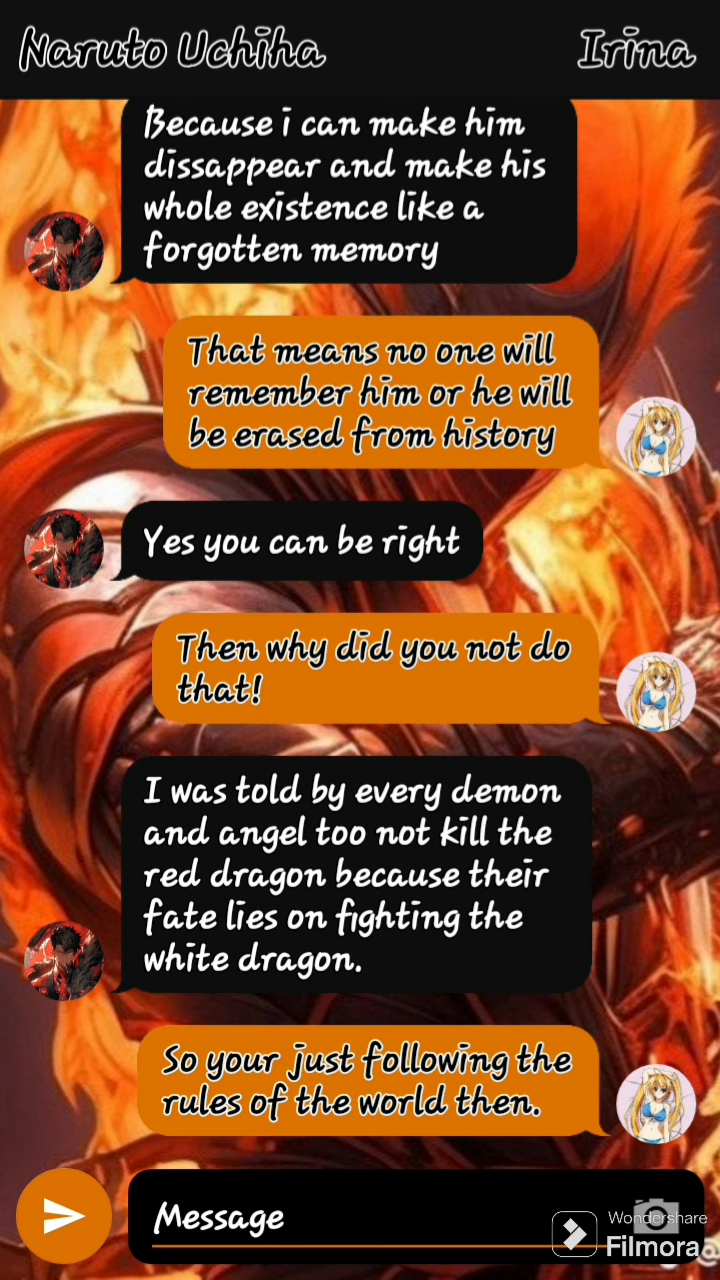 Naruto Uchiha
Irina
Because i can make him
dissappear and make his
whole existence like a
forgotten memory
That means no one will
remember him or he will
be erased from history
Yes you can be right
Then why did you not do
that!
I was told by every demon
and angel too not kill the
red dragon because their
fate lies on fighting the
white dragon.
So your just following the
rules of the world then.
Message
Wondershare
Filmora